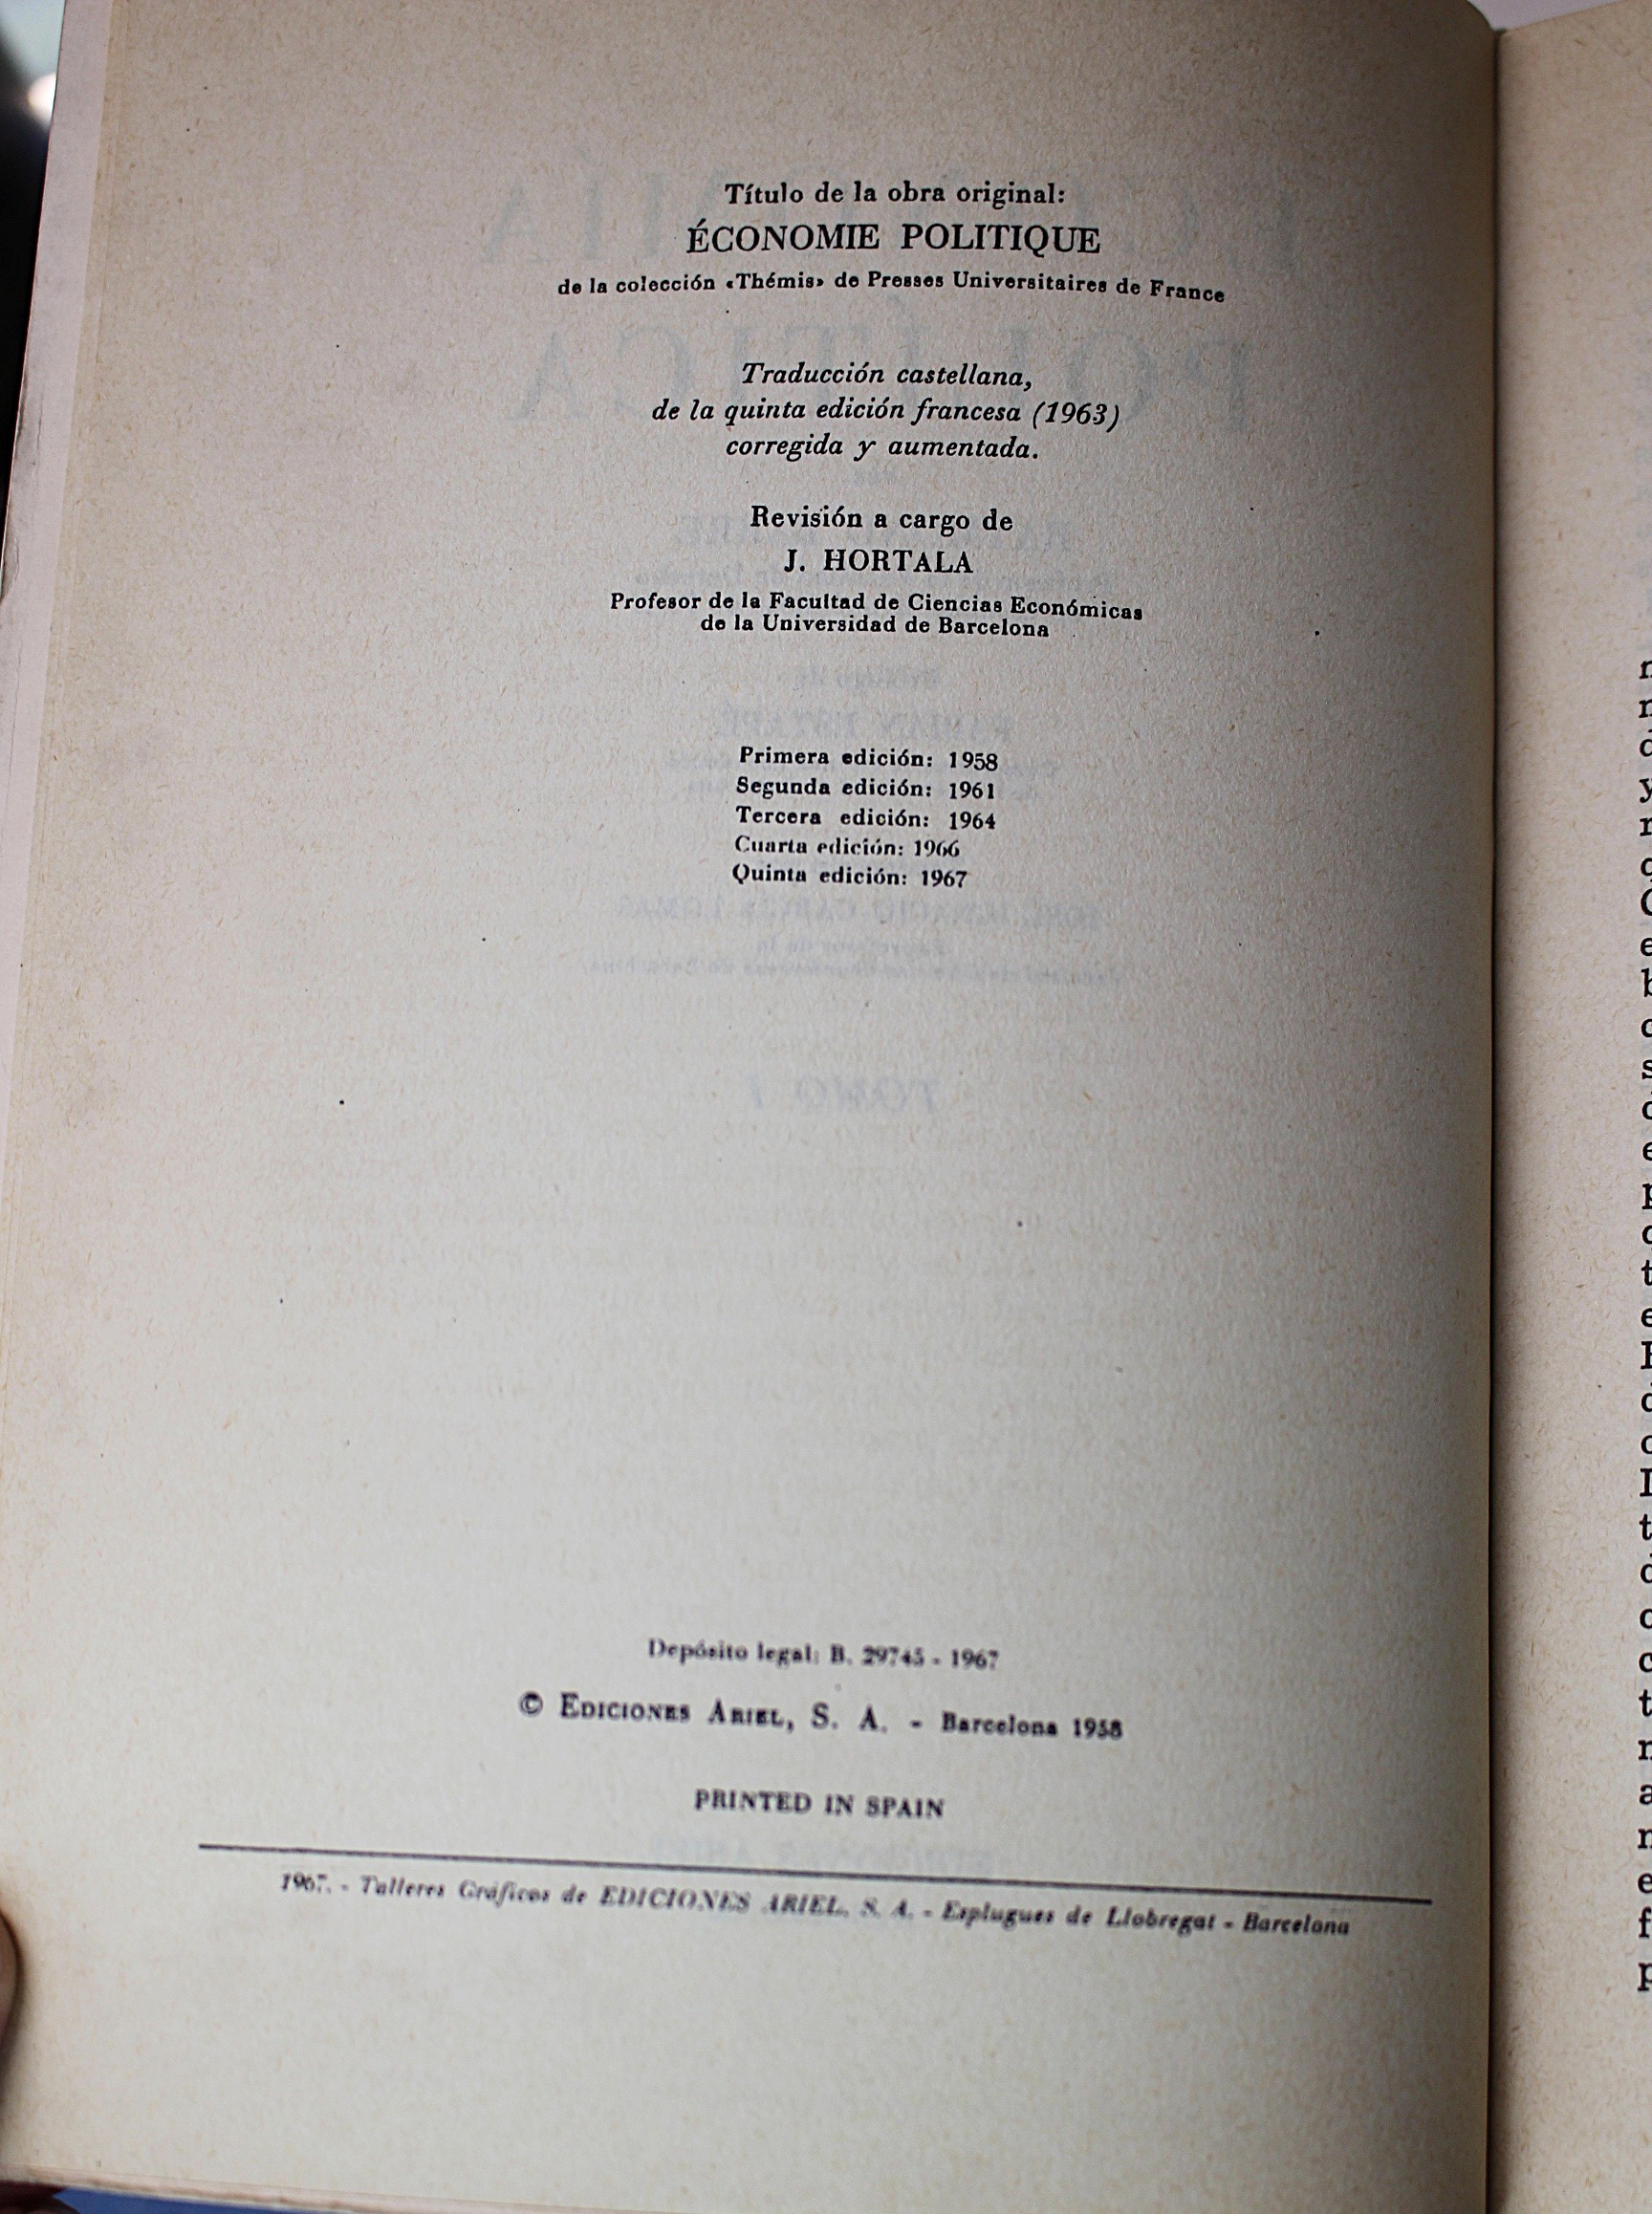 Título de la obra original:
ÉCONOMIE POLITIQUE
de la colección «Thémis» de Presses Universitaires de France
Traducción castellana,
de la quinta edición francesa (1963)
corregida y aumentada.
Revisión a cargo de
J. HORTALA
Profesor de la Facultad de Ciencias Económicas
de la Universidad de Barcelona
Primera edición: 1958
Segunda edición: 1961
Tercera edición: 1964
Cuarta edición: 1966
Quinta edición: 1967
Depósito legal: B. 29745 - 1967
© EDICIONES ARIEL, S. A. - Barcelona 1958
PRINTED IN SPAIN
1967. - Talleres Gráficos de EDICIONES ARIEL, S. A. - Esplugues de Llobregat - Barcelona